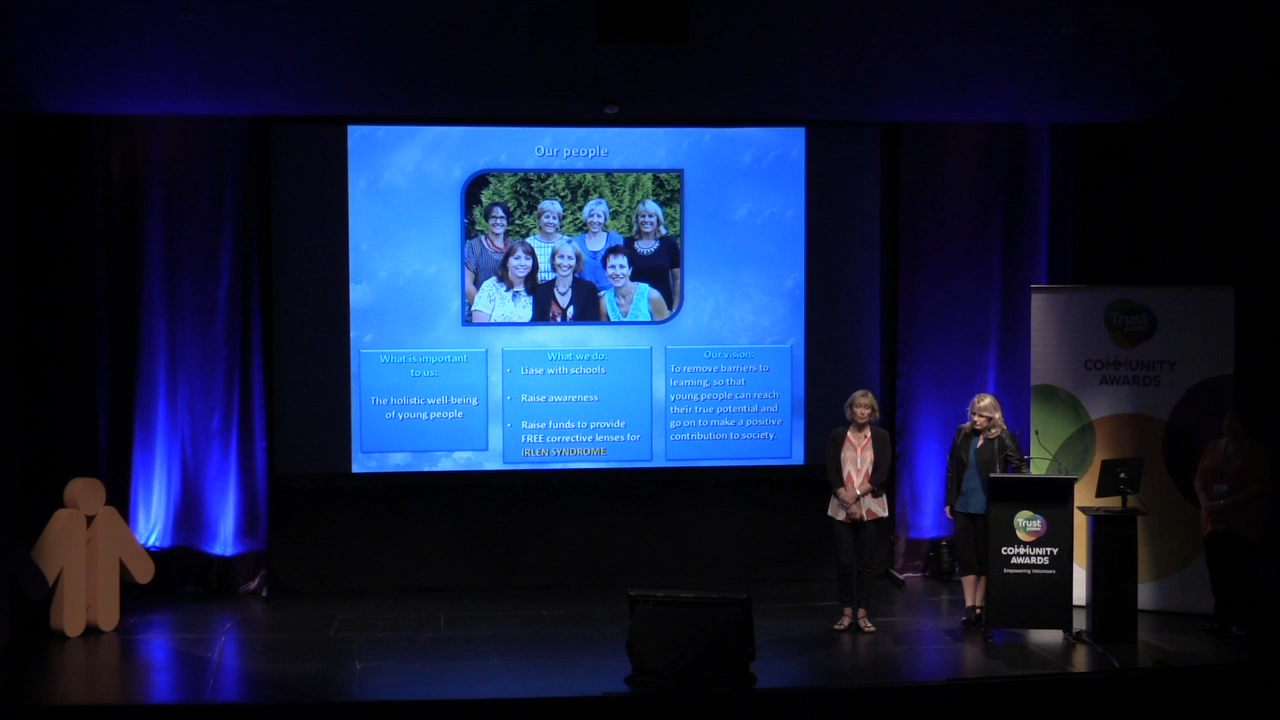 Our people
What is important
to us:
The holistic well-being
of young people
What we do:
• Liase with schools
• Raise awareness
• Raise funds to provide
FREE corrective lenses for
IRLEN SYNDROME
Our vision:
To remove barriers to
learning, so that
young people can reach
their true potential and
go on to make a positive
contribution to society.
Trust
power
COMMUNITY
AWARDS
Trust
power
COMMUNITY
AWARDS
Empowering Volunteers